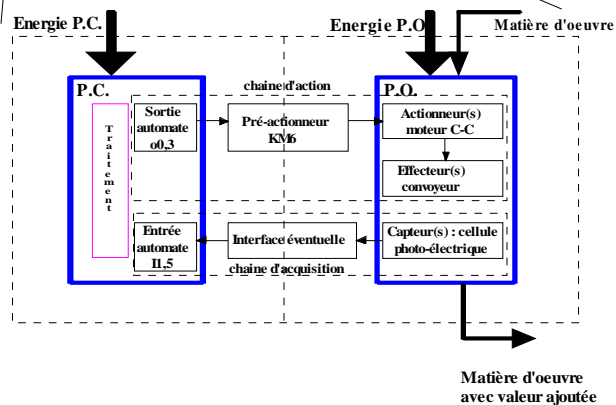 Energie P.C.
Energie P.O
Matière d'oeuvre
P.C.
chaine d'action
P.O.
Traitement
Sortie
automate
o0,3
Pré-actionneur
KM6
Actionneur(s)
moteur C-C
Effecteur(s)
convoyeur
Entrée
automate
I1,5
Interface éventuelle
Capteur(s) : cellule
photo-électrique
chaine d'acquisition
Matière d'oeuvre
avec valeur ajoutée